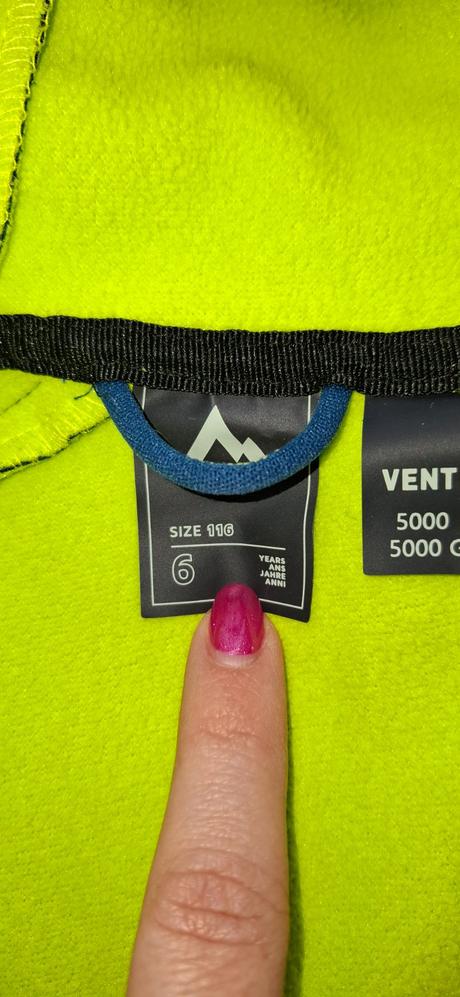 SIZE 116
6
YEARS
ANS
JAHRE
ANNI
VENT
5000
5000 G